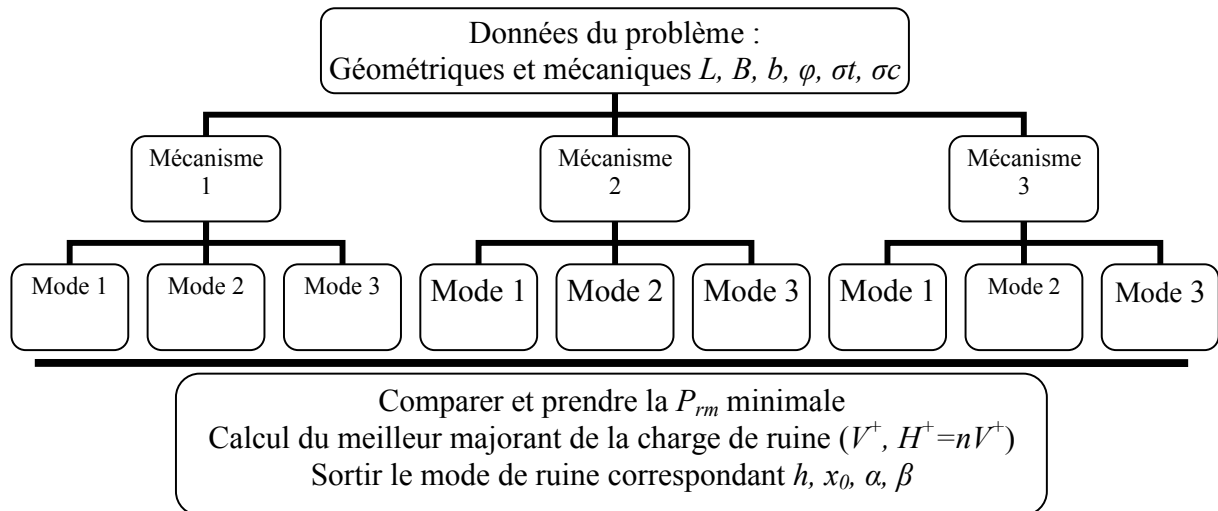 Données du problème :
Géométriques et mécaniques L, B, b, φ, σt, σc
Mécanisme
1
Mécanisme
2
Mécanisme
3
Mode 1
Mode 2
Mode 3
Mode 1
Mode 2
Mode 3
Mode 1
Mode 2
Mode 3
Comparer et prendre la Prm minimale
Calcul du meilleur majorant de la charge de ruine (V⁺, H⁺=nV⁺)
Sortir le mode de ruine correspondant h, x₀, α, β